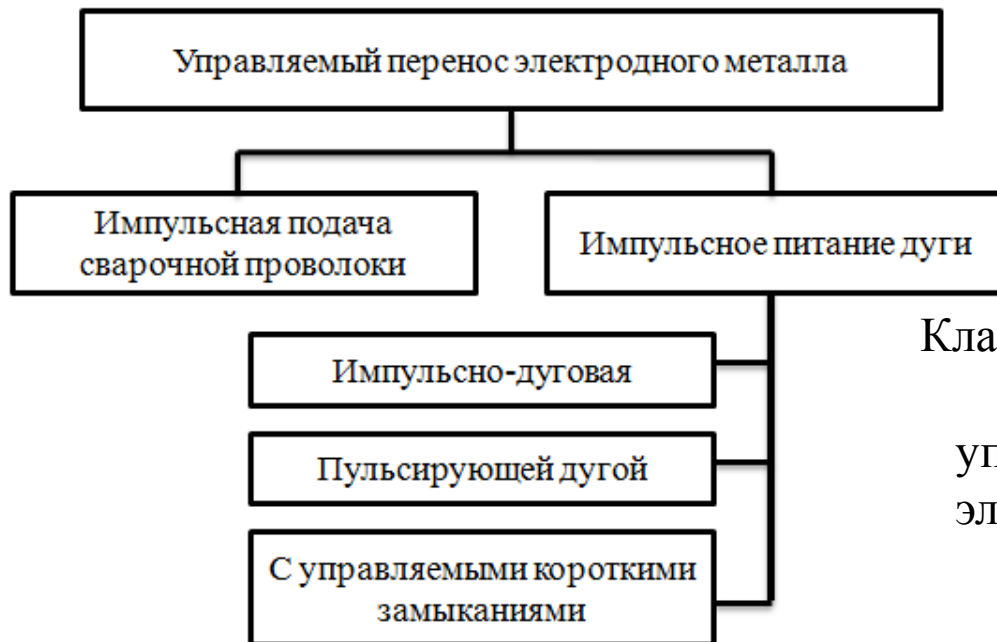 Управляемый перенос электродного металла
Импульсная подача
сварочной проволоки
Импульсное питание дуги
Импульсно-дуговая
Пульсирующей дугой
С управляемыми короткими
замыканиями